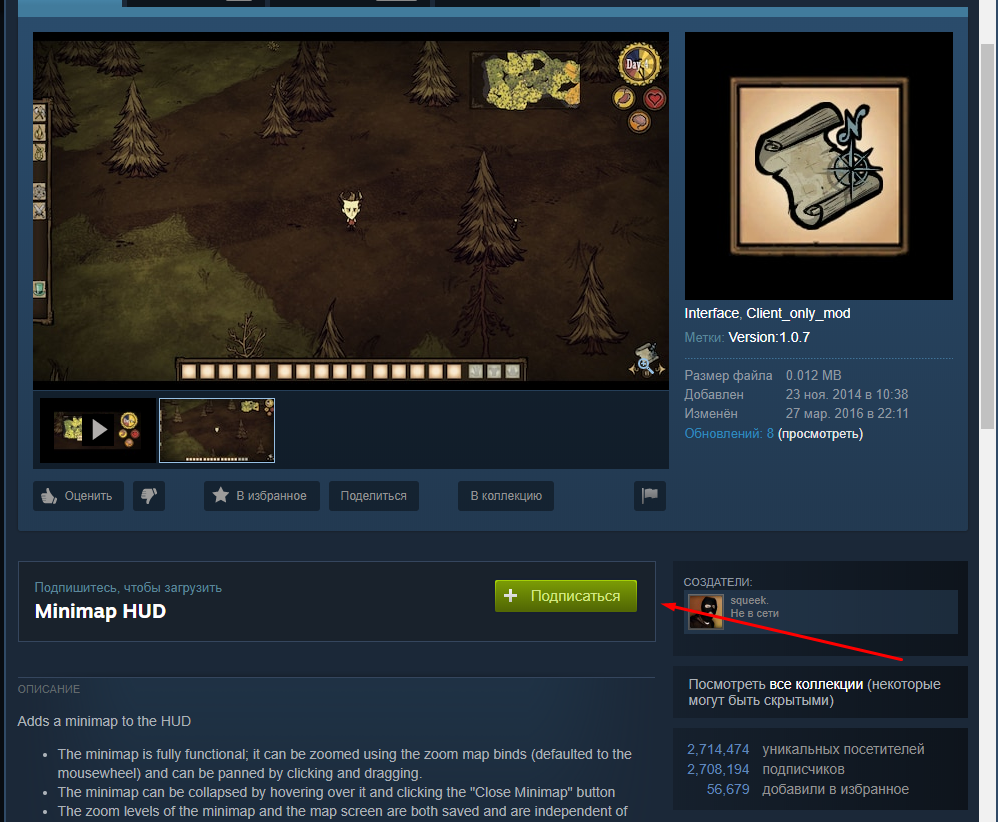 Day 4
Interface, Client_only_mod
Метки: Version:1.0.7
Размер файла 0.012 MB
Добавлен 23 ноя. 2014 в 10:38
Изменён 27 мар. 2016 в 22:11
Обновлений: 8 (просмотреть)
Оценить
В избранное
Поделиться
В коллекцию
Подпишитесь, чтобы загрузить
Minimap HUD
Подписаться
СОЗДАТЕЛИ:
squeek.
Не в сети
Посмотреть все коллекции (некоторые
могут быть скрытыми)
2,714,474 уникальных посетителей
2,708,194 подписчиков
56,679 добавили в избранное
ОПИСАНИЕ
Adds a minimap to the HUD
• The minimap is fully functional; it can be zoomed using the zoom map binds (defaulted to the
mousewheel) and can be panned by clicking and dragging.
• The minimap can be collapsed by hovering over it and clicking the "Close Minimap" button
• The zoom levels of the minimap and the map screen are both saved and are independent of